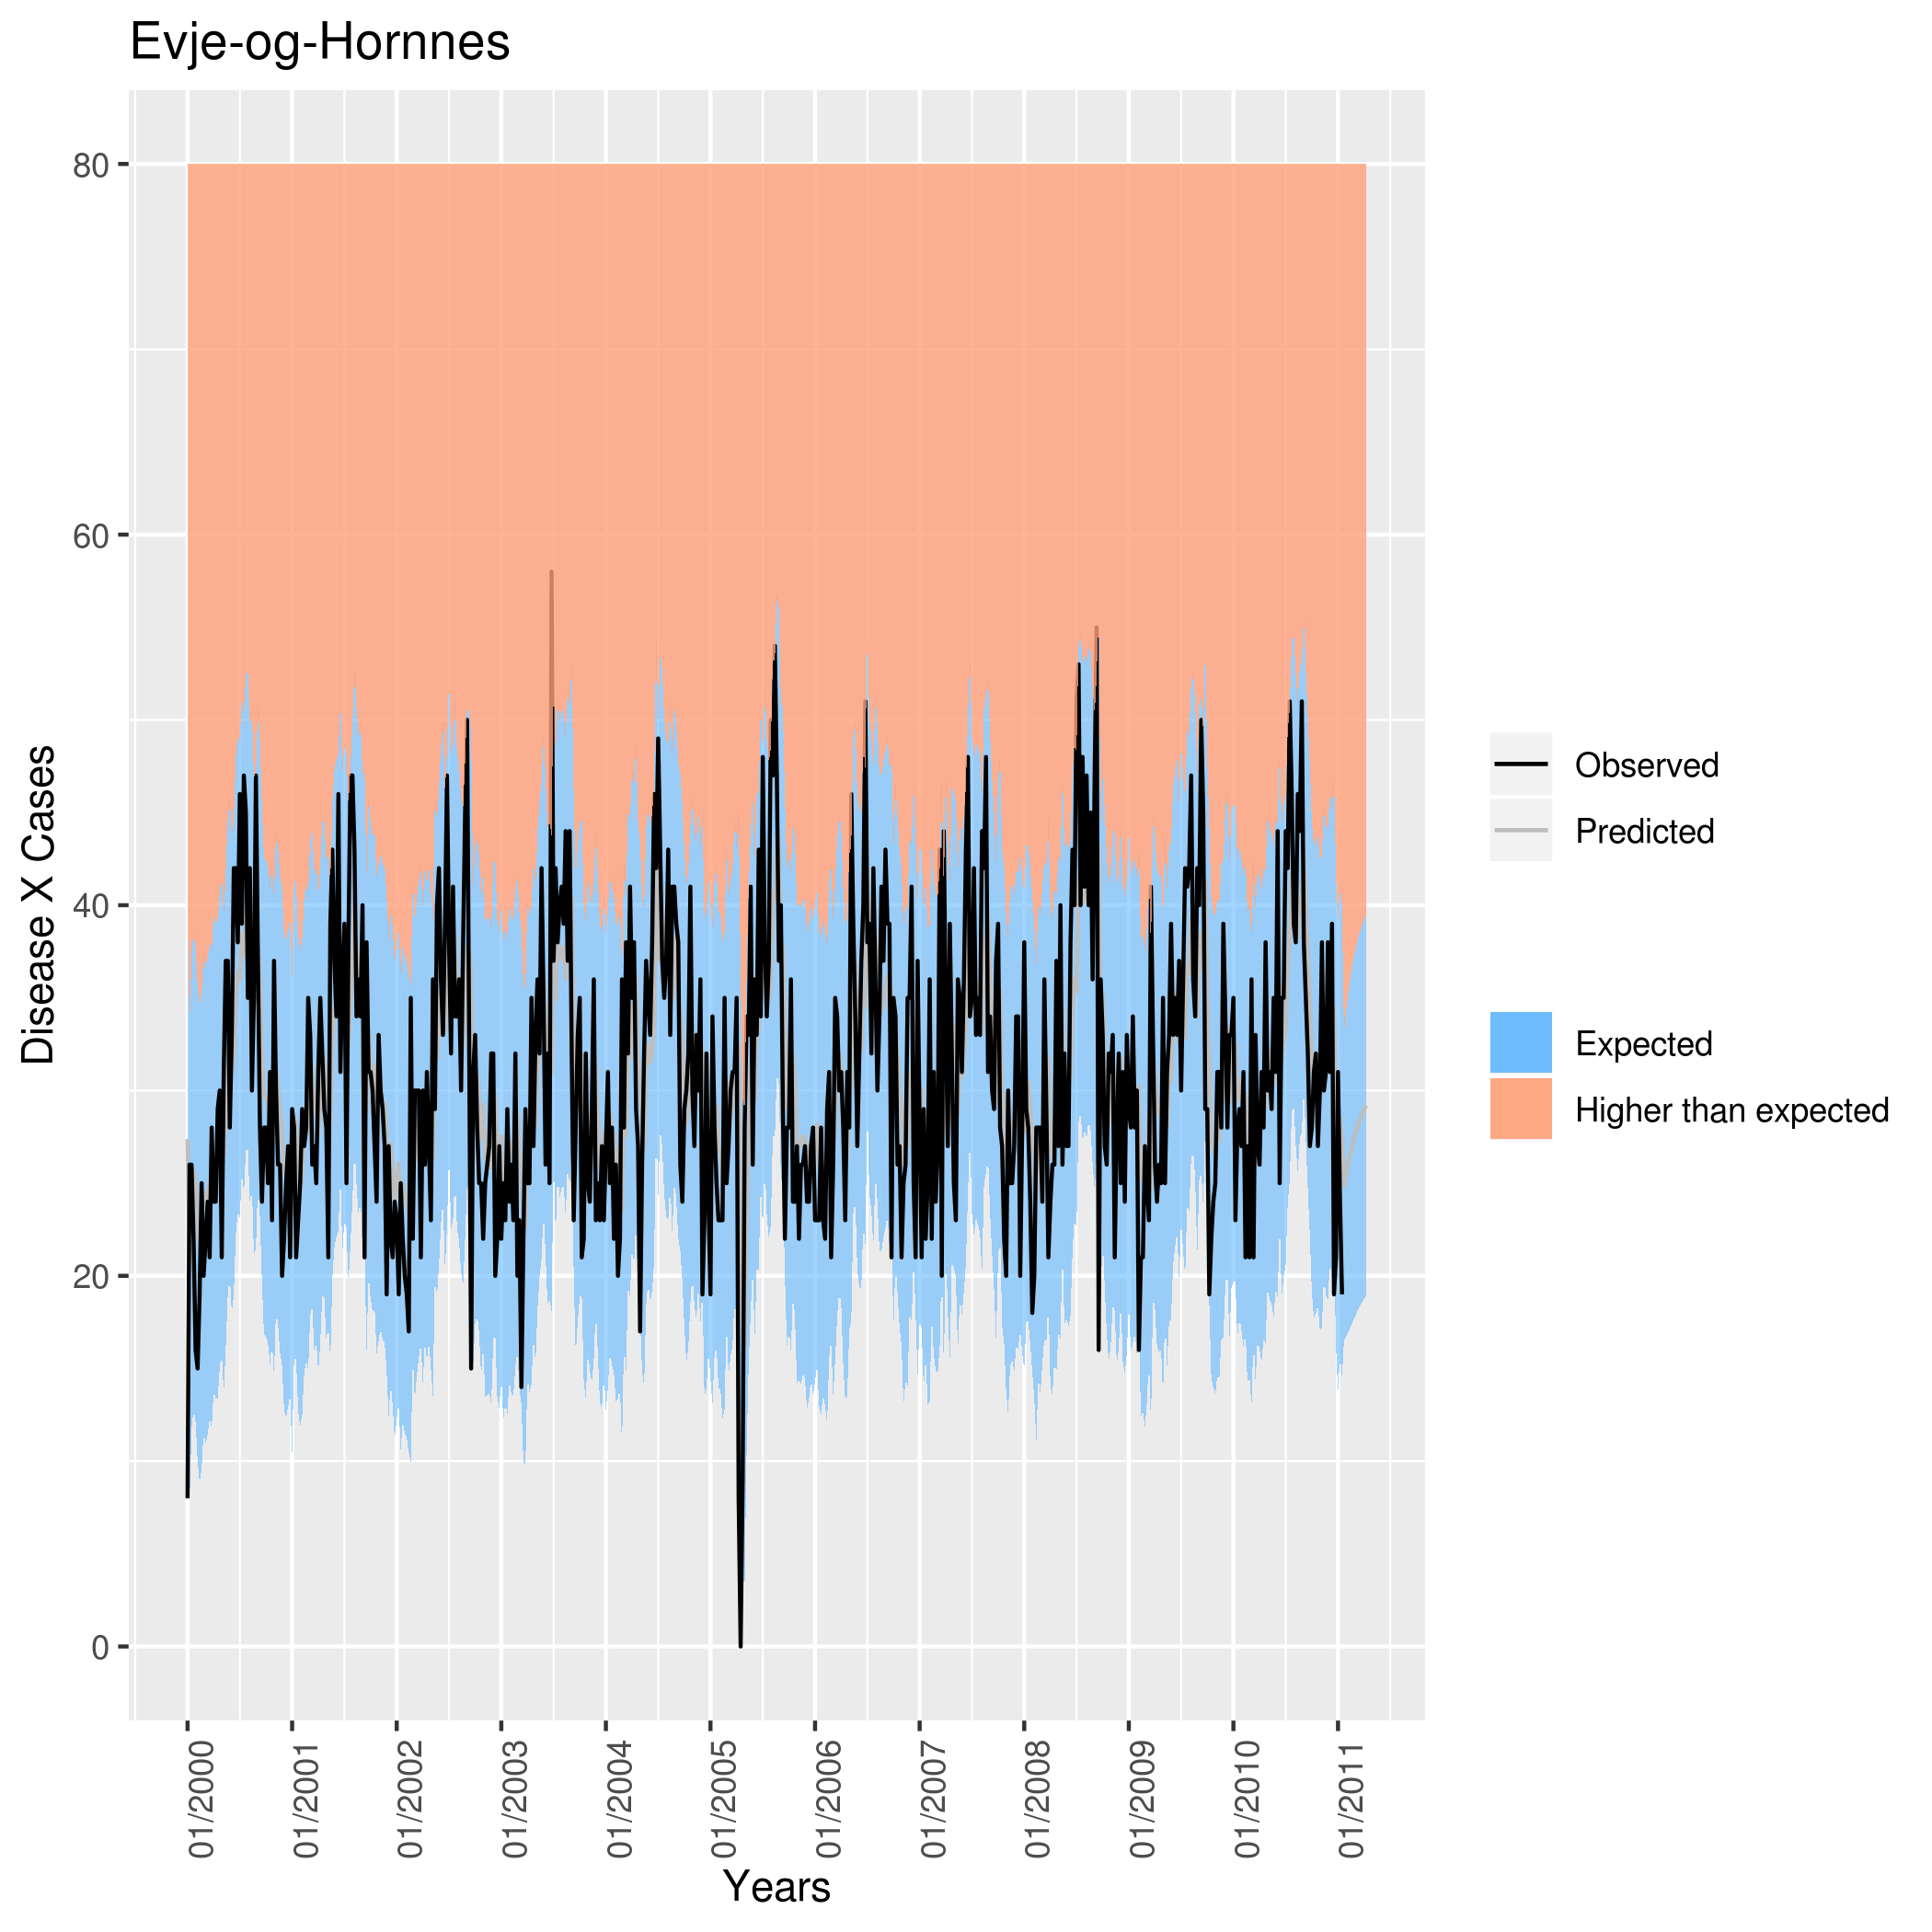 Evje-og-Hornnes
80
60
40
20
0
Disease X Cases
01/2000
01/2001
01/2002
01/2003
01/2004
01/2005
01/2006
01/2007
01/2008
01/2009
01/2010
01/2011
Years
Observed
Predicted
Expected
Higher than expected